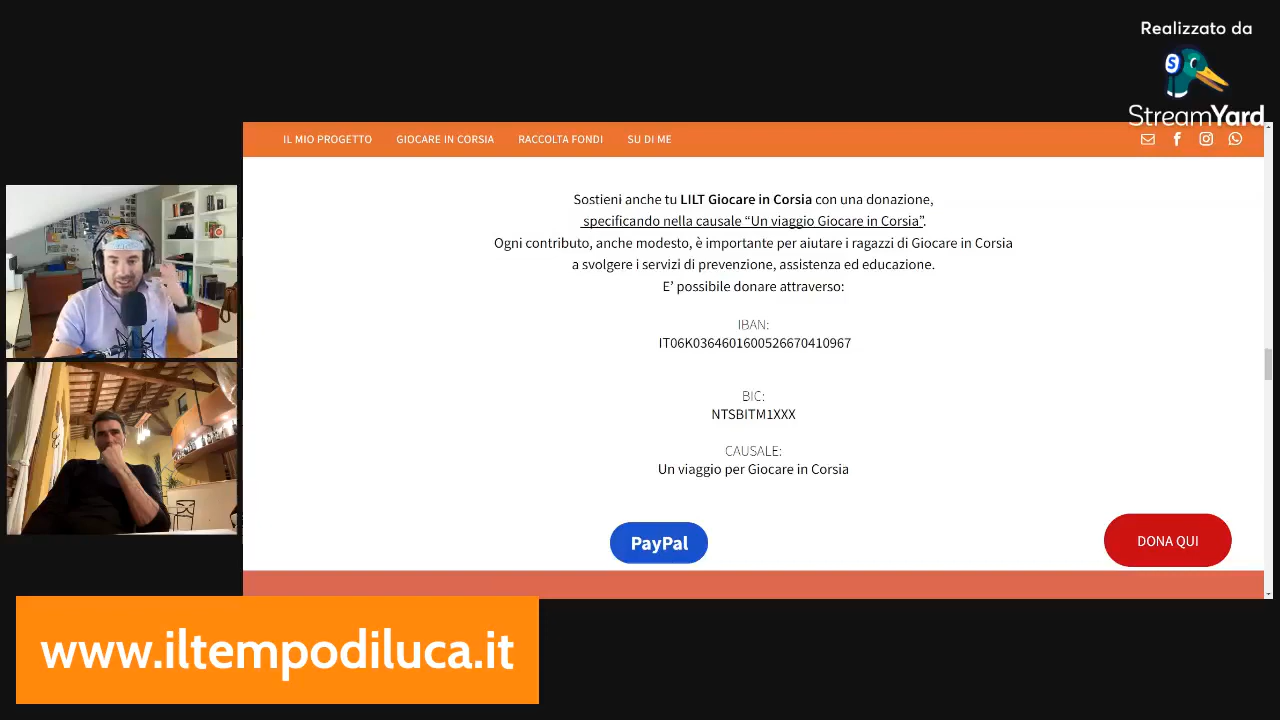 Realizzato da
StreamYard
IL MIO PROGETTO GIOCARE IN CORSIA RACCOLTA FONDI SU DI ME
Sostieni anche tu LILT Giocare in Corsia con una donazione,
specificando nella causale “Un viaggio Giocare in Corsia”.
Ogni contributo, anche modesto, è importante per aiutare i ragazzi di Giocare in Corsia
a svolgere i servizi di prevenzione, assistenza ed educazione.
E’ possibile donare attraverso:
IBAN:
IT06K0364601600526670410967
BIC:
NTSBITM1XXX
CAUSALE:
Un viaggio per Giocare in Corsia
PayPal
DONA QUI
www.iltempodiluca.it